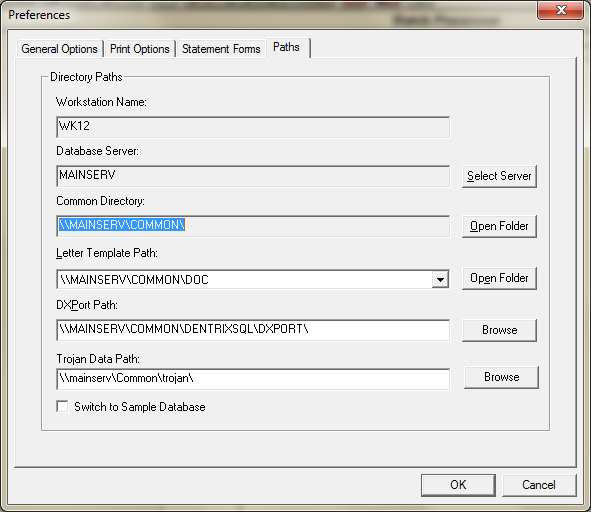 Preferences
Batch Processor
General Options
Print Options
Statement Forms
Paths
Directory Paths
Workstation Name:
WK12
Database Server:
MAINSERV
Select Server
Common Directory:
\\MAINSERV\COMMON\
Open Folder
Letter Template Path:
\\MAINSERV\COMMON\DOC
Open Folder
DXPort Path:
\\MAINSERV\COMMON\DENTRIXSQL\DXPORT\
Browse
Trojan Data Path:
\\mainserv\Common\trojan\
Browse
Switch to Sample Database
OK
Cancel